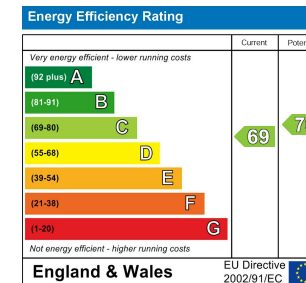 Energy Efficiency Rating
Current
Very energy efficient - lower running costs
(92 plus) A
(81-91) B
(69-80) C
(55-68) D
(39-54) E
(21-38) F
(1-20) G
69
7
Not energy efficient - higher running costs
England & Wales
EU Directive
2002/91/EC